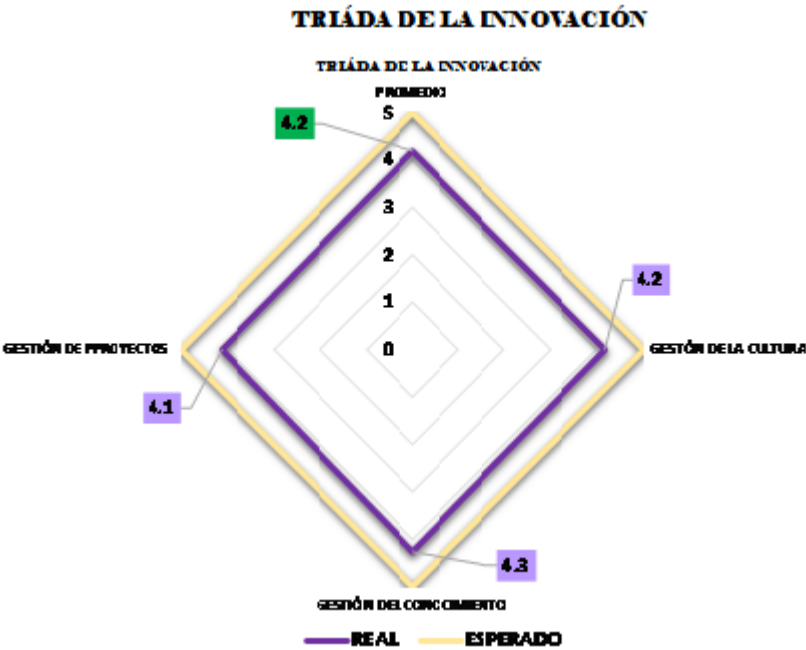 TRIÁDA DE LA INNOVACIÓN
TRIÁDA DE LA INNOVACIÓN
PROMEDIO
5
4.2
4
3
2
4.2
1
0
GESTIÓN DE PPROYECTOS
GESTÓN DE LA CULTURA
4.1
4.3
GESTIÓN DEL CONOCIMIENTO
REAL
ESPERADO